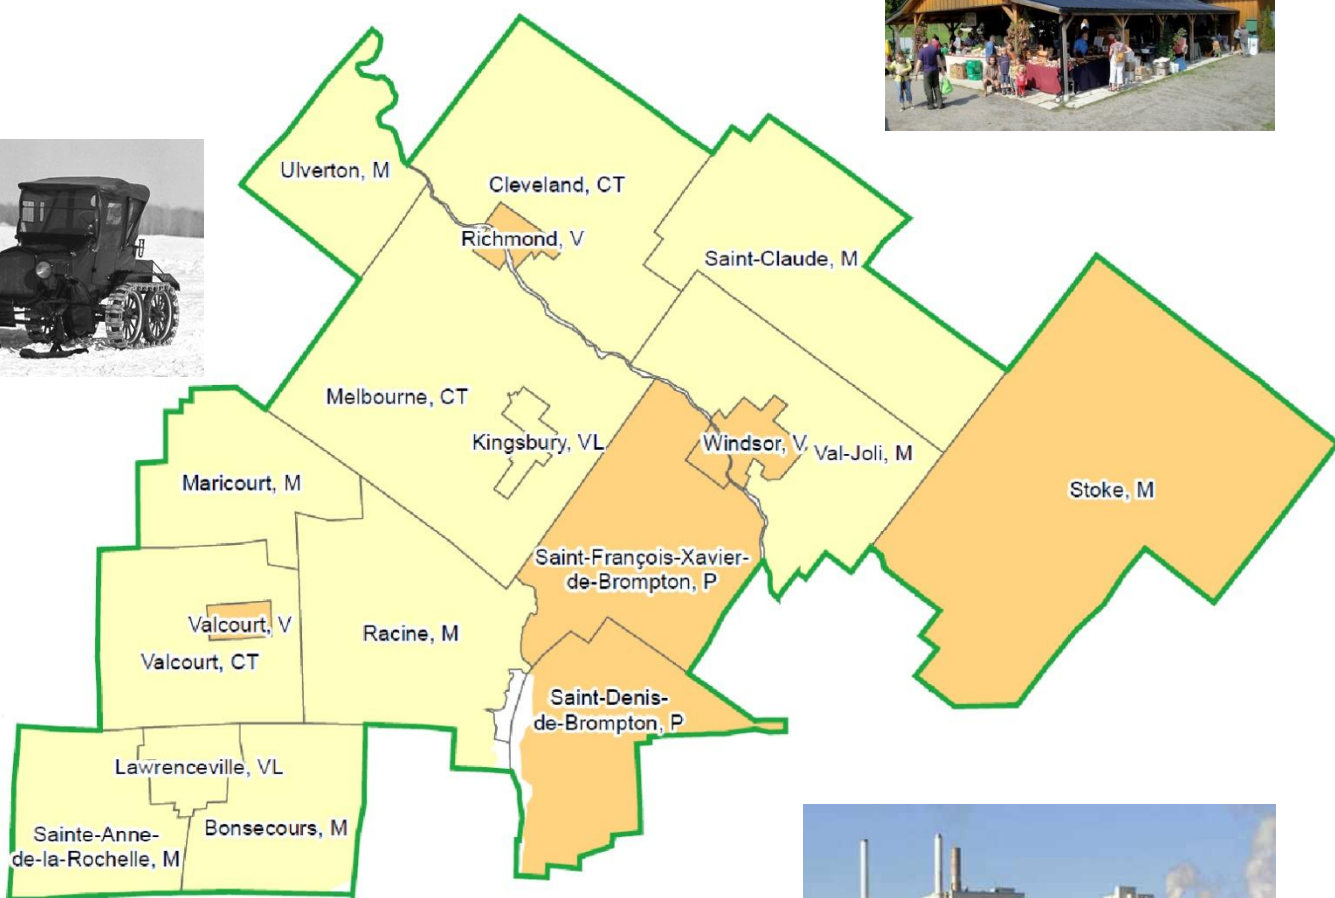 Ulverton, M
Cleveland, CT
Richmond, V
Saint-Claude, M
Melbourne, CT
Kingsbury, VL
Windsor, V
Val-Joli, M
Maricourt, M
Stoke, M
Saint-François-Xavier-
de-Brompton, P
Valcourt, V
Racine, M
Valcourt, CT
Saint-Denis-
de-Brompton, P
Lawrenceville, VL
Sainte-Anne-
de-la-Rochelle, M
Bonsecours, M